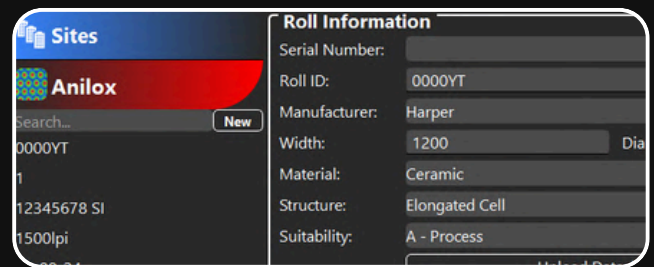 Sites
Anilox
Search...
New
0000YT
1
12345678 SI
1500lpi
Roll Information
Serial Number:
Roll ID: 0000YT
Manufacturer: Harper
Width: 1200 Dia
Material: Ceramic
Structure: Elongated Cell
Suitability: A - Process